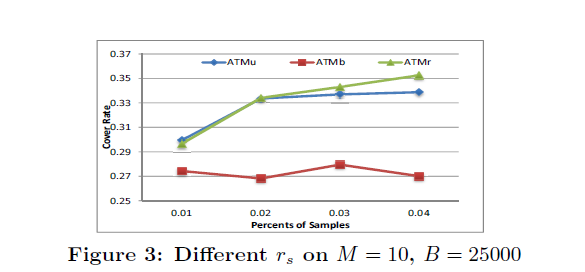 0.37
ATMu ATMb ATMr
0.35
0.33
0.31
0.29
0.27
0.25
Cover Rate
0.01 0.02 0.03 0.04
Percents of Samples
Figure 3: Different r_s on M = 10, B = 25000